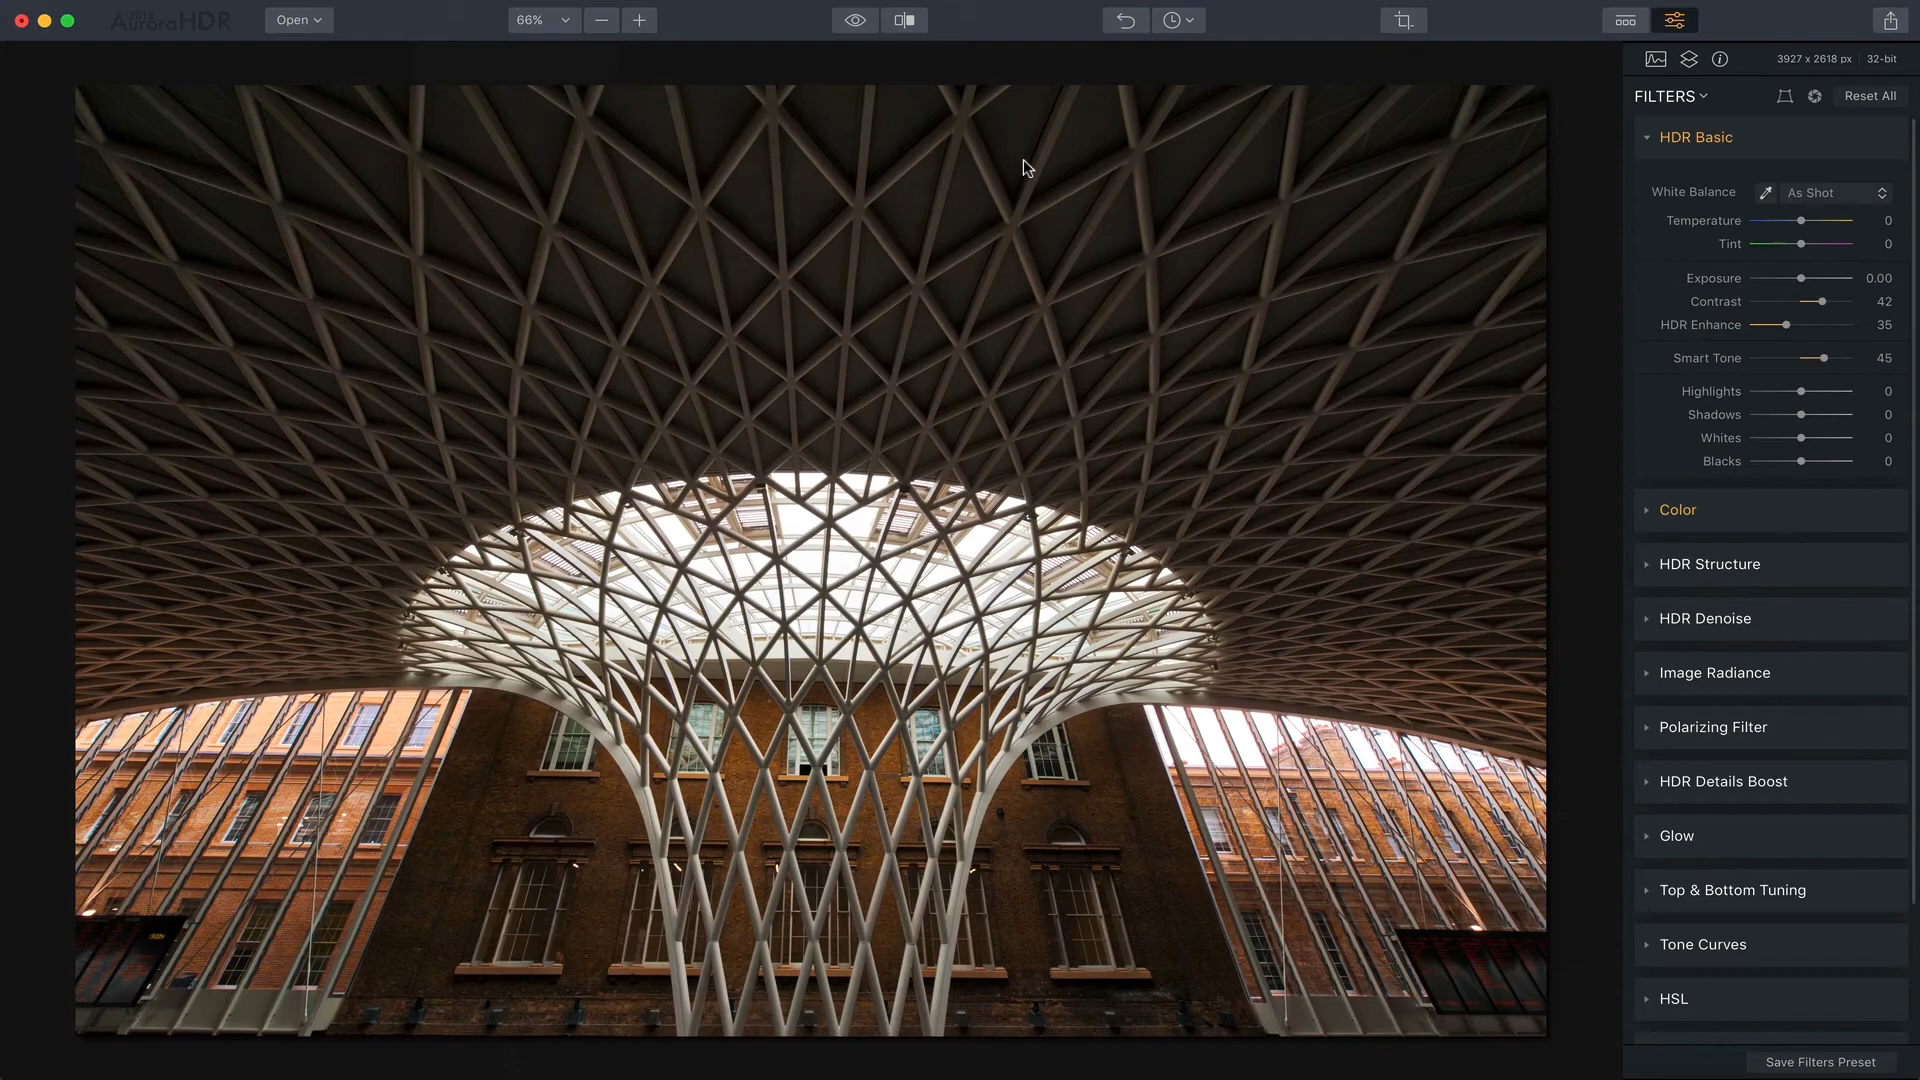 2018
AuroraHDR
Open
66%
3927 x 2618 px
32-bit
FILTERS
Reset All
HDR Basic
White Balance
As Shot
Temperature
0
Tint
0
Exposure
0.00
Contrast
42
HDR Enhance
35
Smart Tone
45
Highlights
0
Shadows
0
Whites
0
Blacks
0
Color
HDR Structure
HDR Denoise
Image Radiance
Polarizing Filter
HDR Details Boost
Glow
Top & Bottom Tuning
Tone Curves
HSL
Save Filters Preset